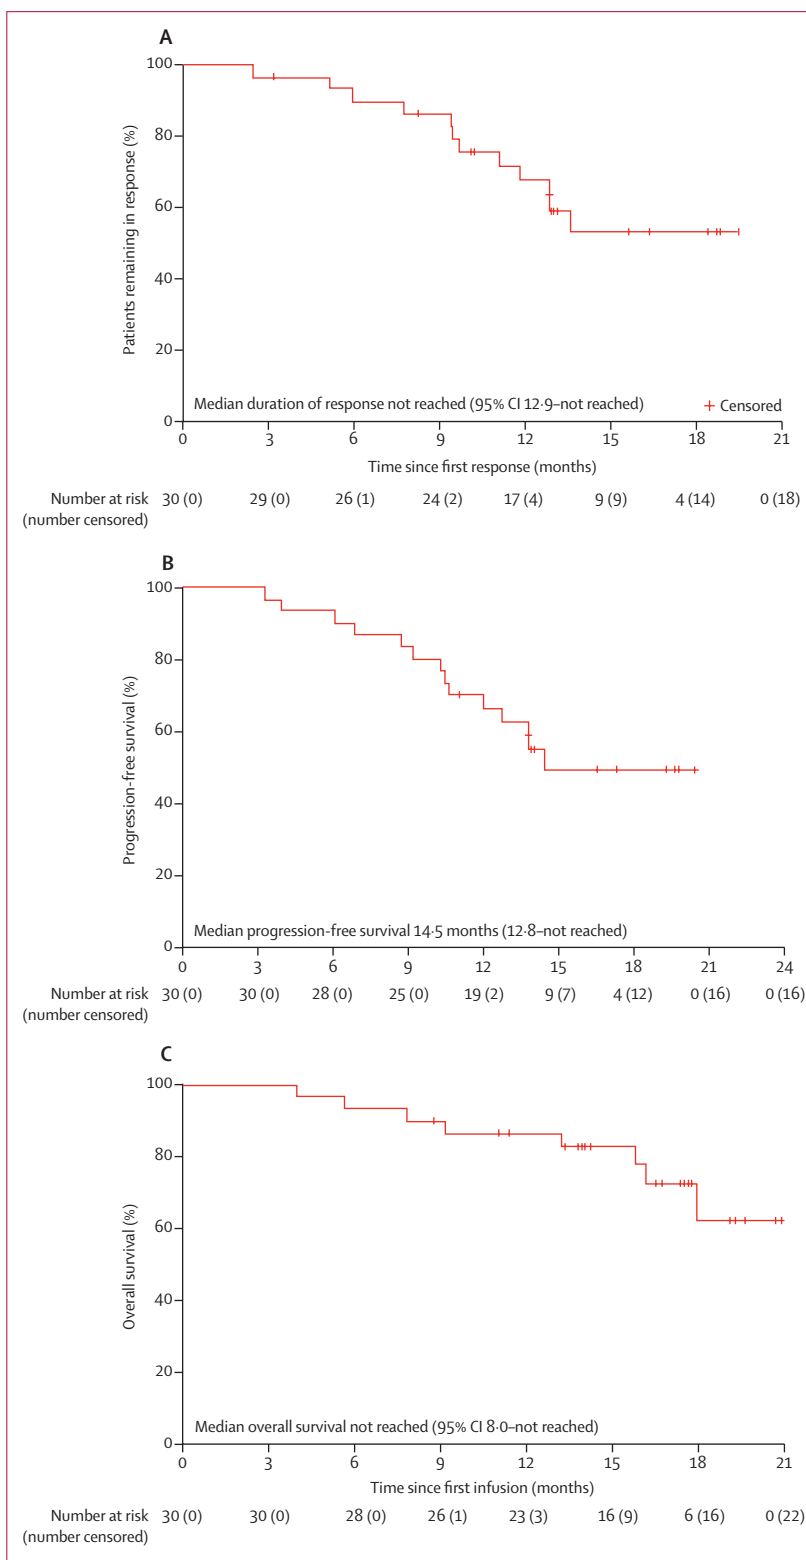 A
100
80
60
40
20
0
Patients remaining in response (%)
Median duration of response not reached (95% CI 12·9–not reached)
+ Censored
0 3 6 9 12 15 18 21
Time since first response (months)
Number at risk 30 (0) 29 (0) 26 (1) 24 (2) 17 (4) 9 (9) 4 (14) 0 (18)
(number censored)
B
100
80
60
40
20
0
Progression-free survival (%)
Median progression-free survival 14·5 months (12·8–not reached)
0 3 6 9 12 15 18 21 24
Number at risk 30 (0) 30 (0) 28 (0) 25 (0) 19 (2) 9 (7) 4 (12) 0 (16) 0 (16)
(number censored)
C
100
80
60
40
20
0
Overall survival (%)
Median overall survival not reached (95% CI 8·0–not reached)
0 3 6 9 12 15 18 21
Time since first infusion (months)
Number at risk 30 (0) 30 (0) 28 (0) 26 (1) 23 (3) 16 (9) 6 (16) 0 (22)
(number censored)